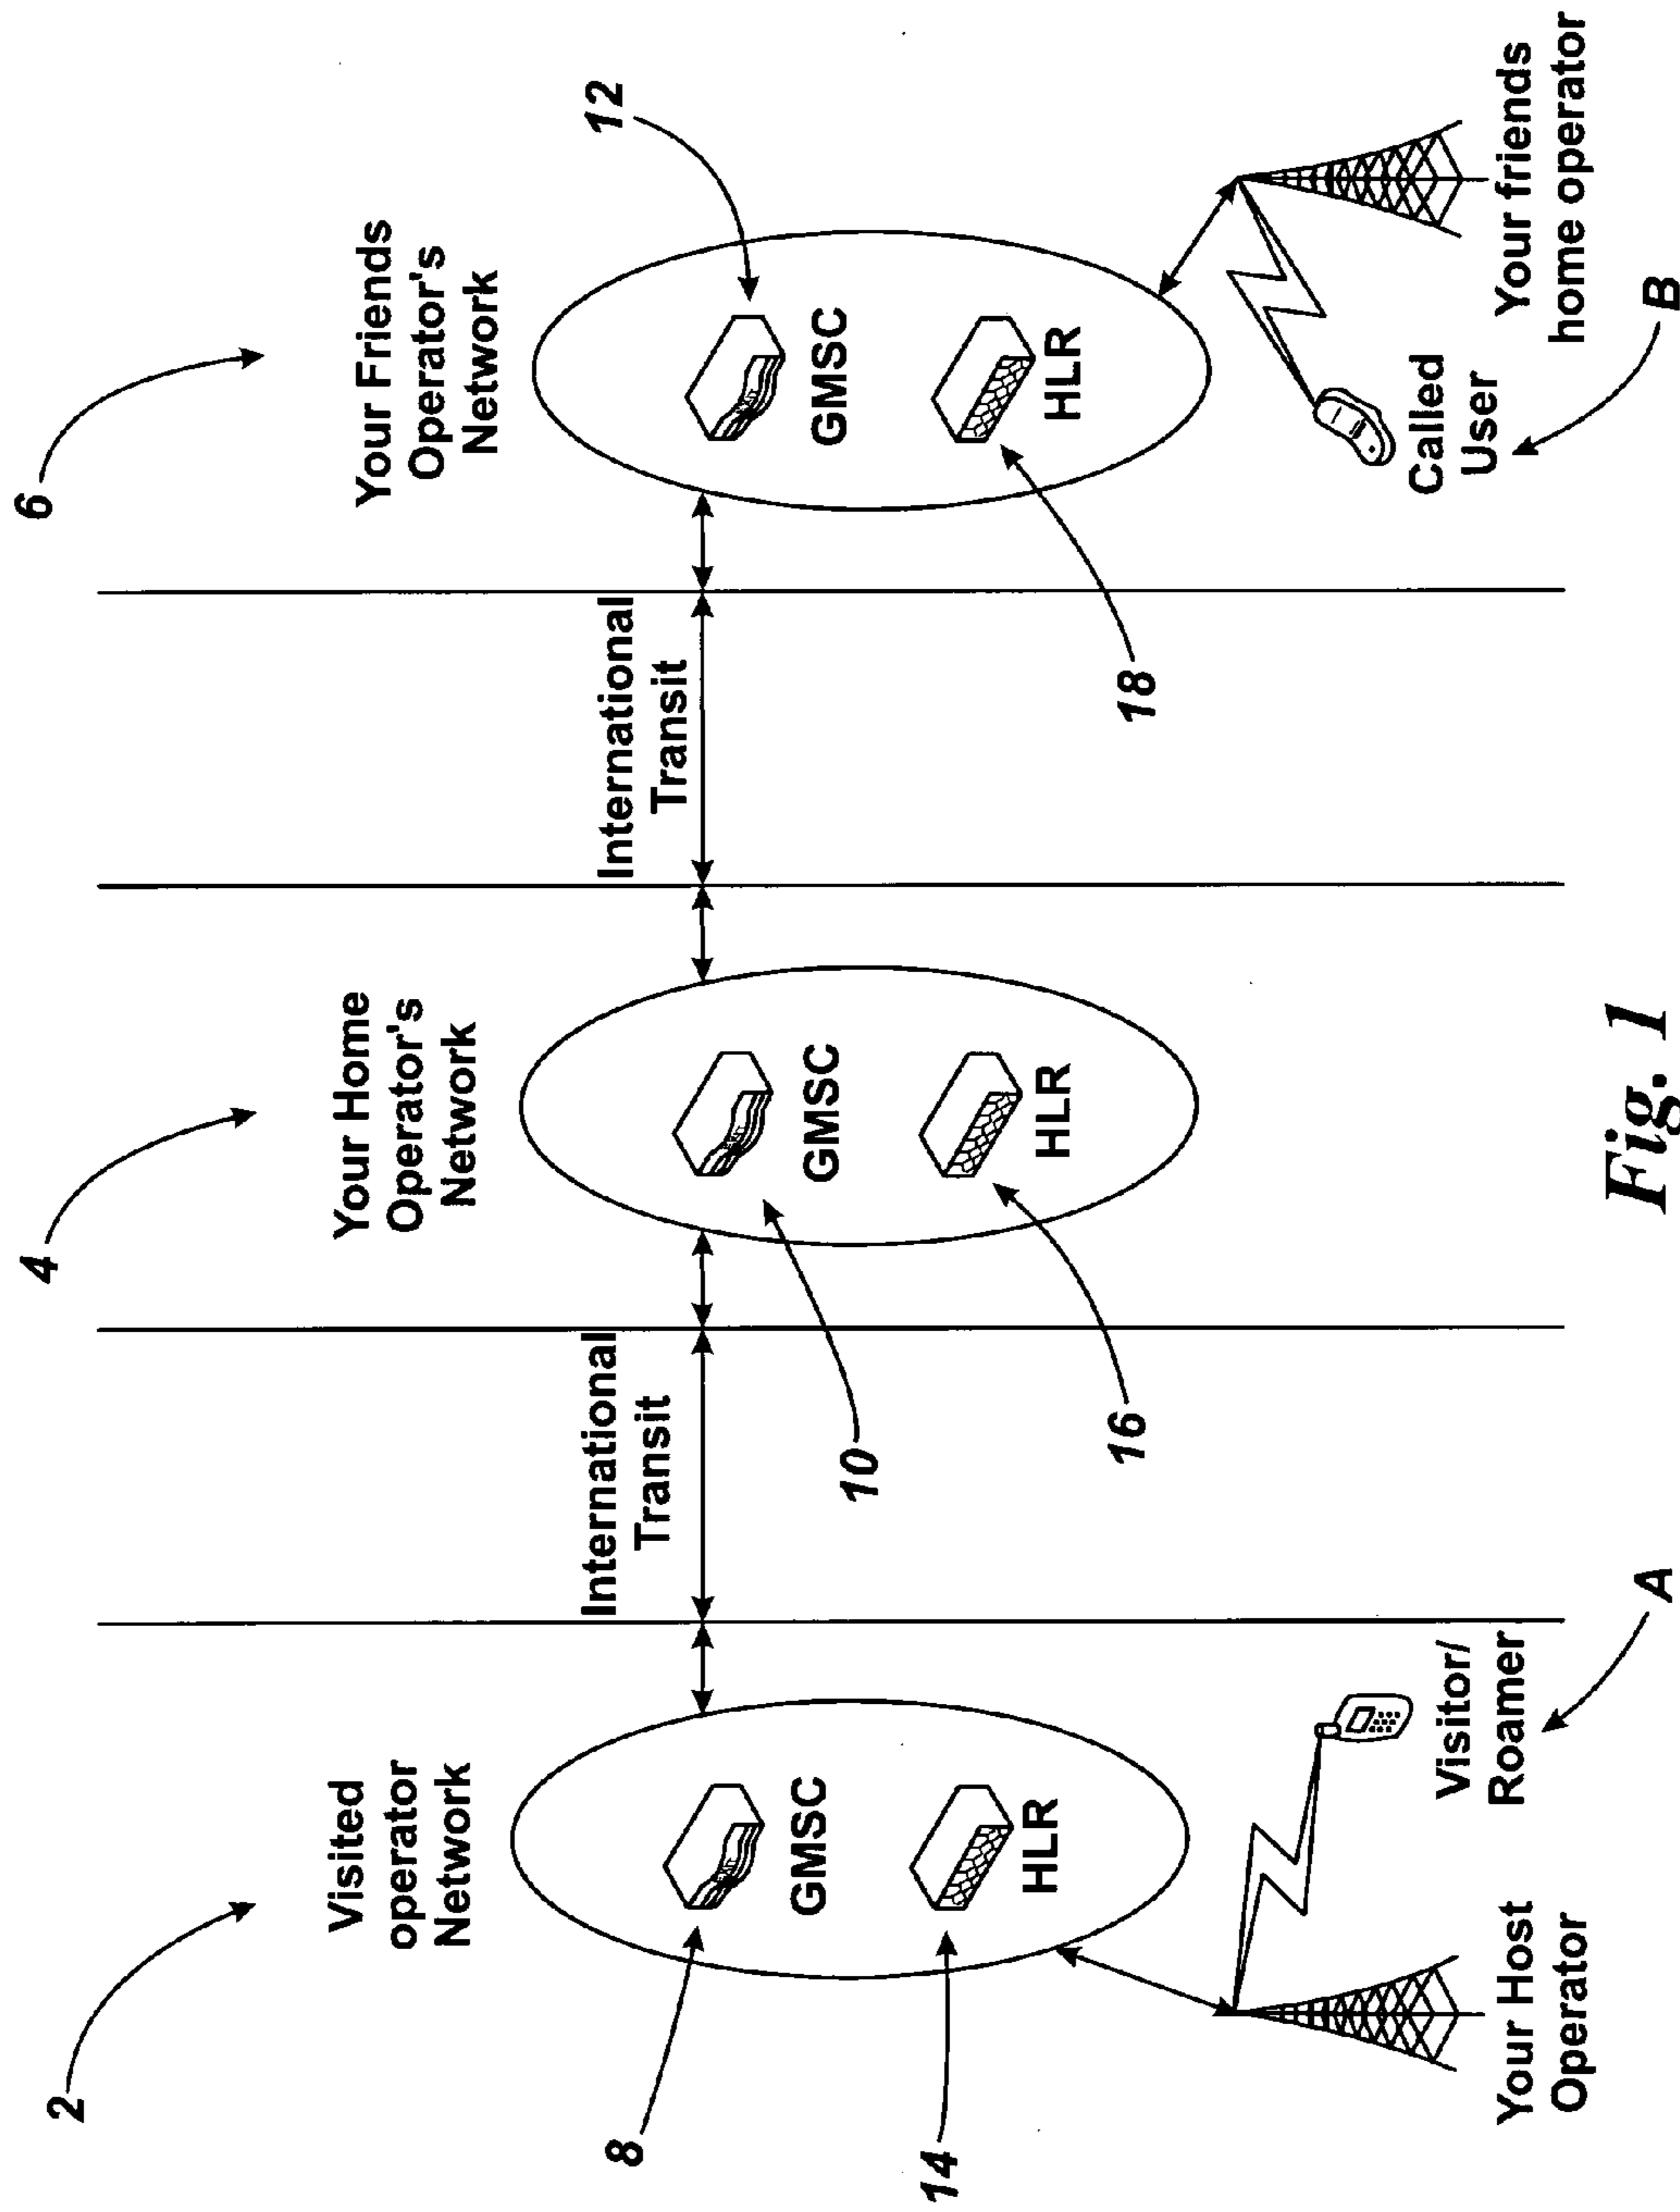 2
4
6
Visited
operator
Network
Your Home
Operator's
Network
Your Friends
Operator's
Network
International
Transit
International
Transit
8
GMSC
10
GMSC
12
GMSC
14
HLR
16
HLR
18
HLR
Your Host
Operator
Visitor/
Roamer
A
Called
User
B
Your friends
home operator
Fig. 1